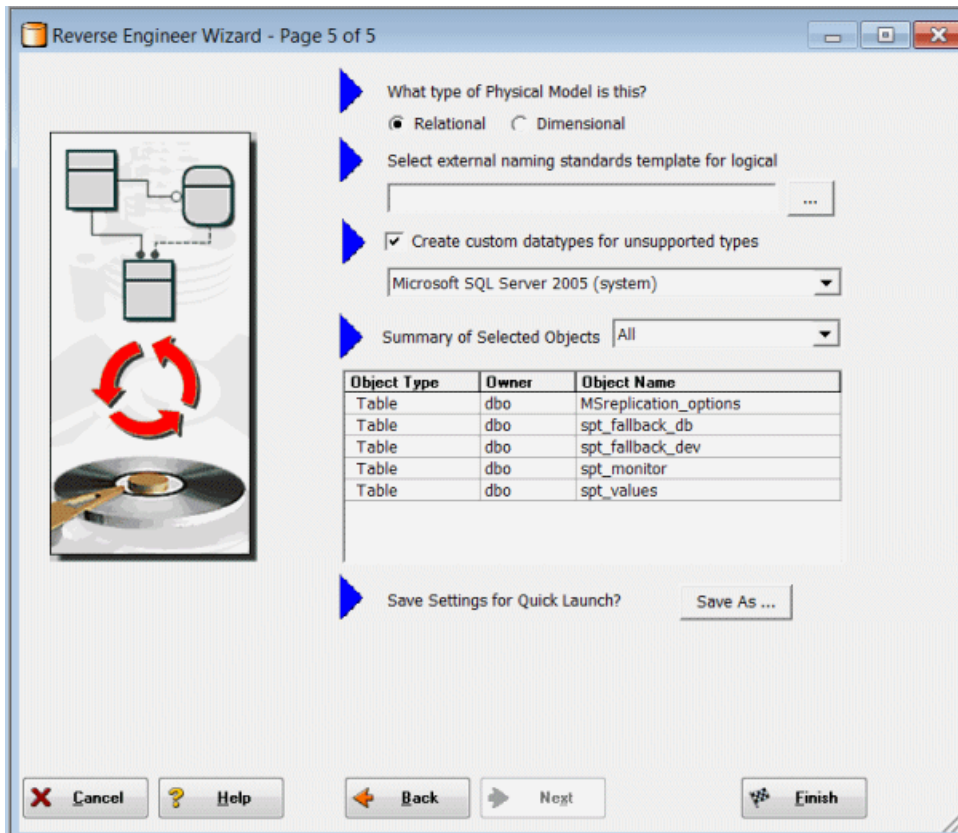 Reverse Engineer Wizard - Page 5 of 5
What type of Physical Model is this?
Relational Dimensional
Select external naming standards template for logical
...
Create custom datatypes for unsupported types
Microsoft SQL Server 2005 (system)
Summary of Selected Objects All
Object Type Owner Object Name
Table dbo MSreplication_options
Table dbo spt_fallback_db
Table dbo spt_fallback_dev
Table dbo spt_monitor
Table dbo spt_values
Save Settings for Quick Launch? Save As ...
Cancel Help Back Next Finish